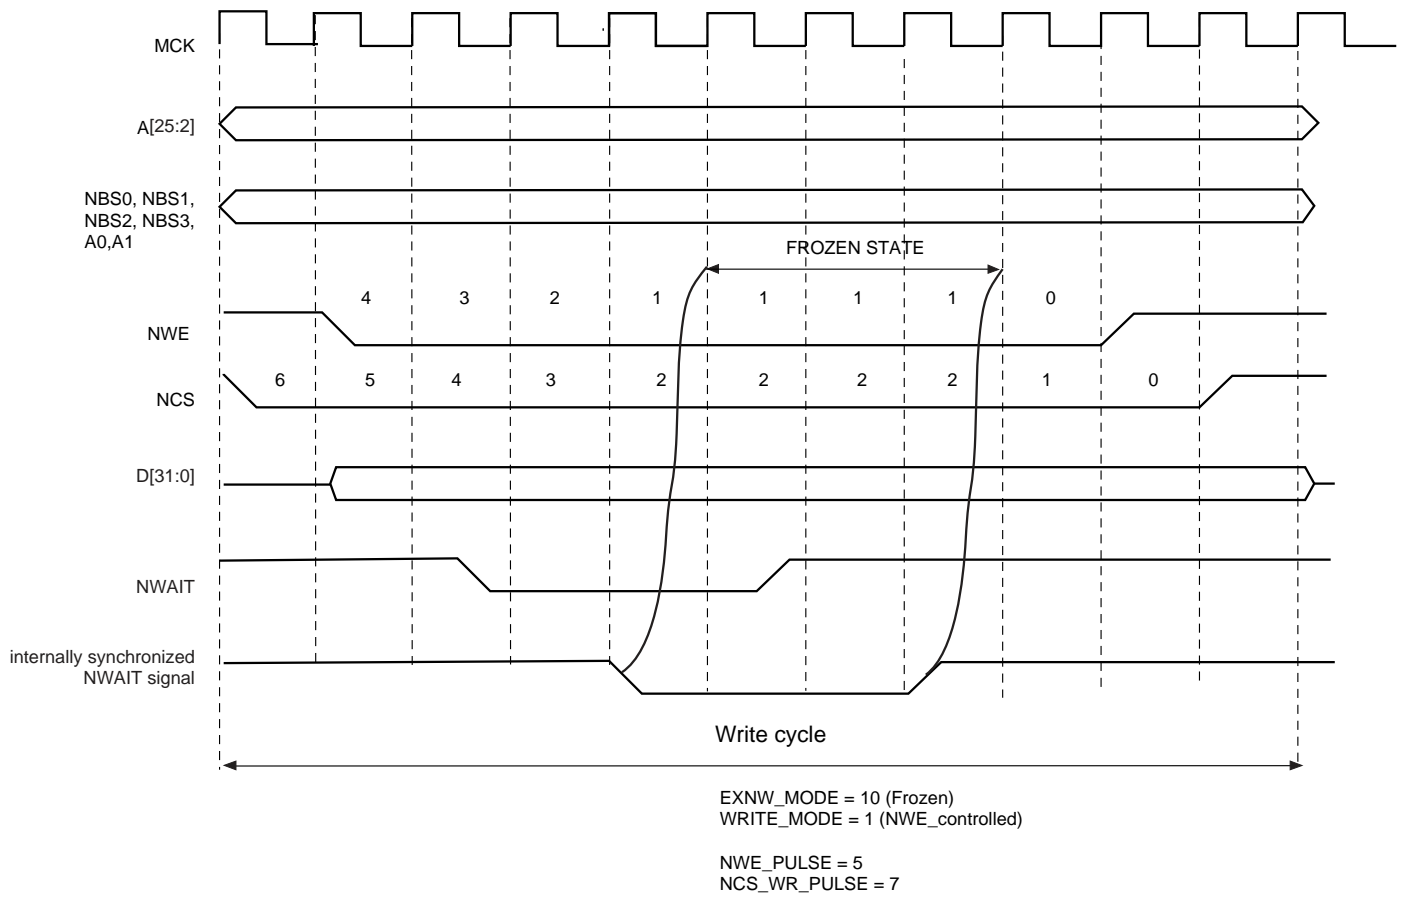 MCK
A[25:2]
NBS0, NBS1,
NBS2, NBS3,
A0,A1
FROZEN STATE
4 3 2 1 1 1 1 0
NWE
6 5 4 3 2 2 2 2 1 0
NCS
D[31:0]
NWAIT
internally synchronized
NWAIT signal
Write cycle
EXNW_MODE = 10 (Frozen)
WRITE_MODE = 1 (NWE_controlled)
NWE_PULSE = 5
NCS_WR_PULSE = 7